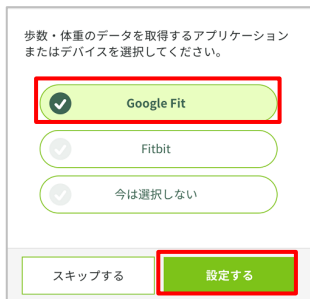 歩数・体重のデータを取得するアプリケーション
またはデバイスを選択してください。
Google Fit
Fitbit
今は選択しない
スキップする
設定する